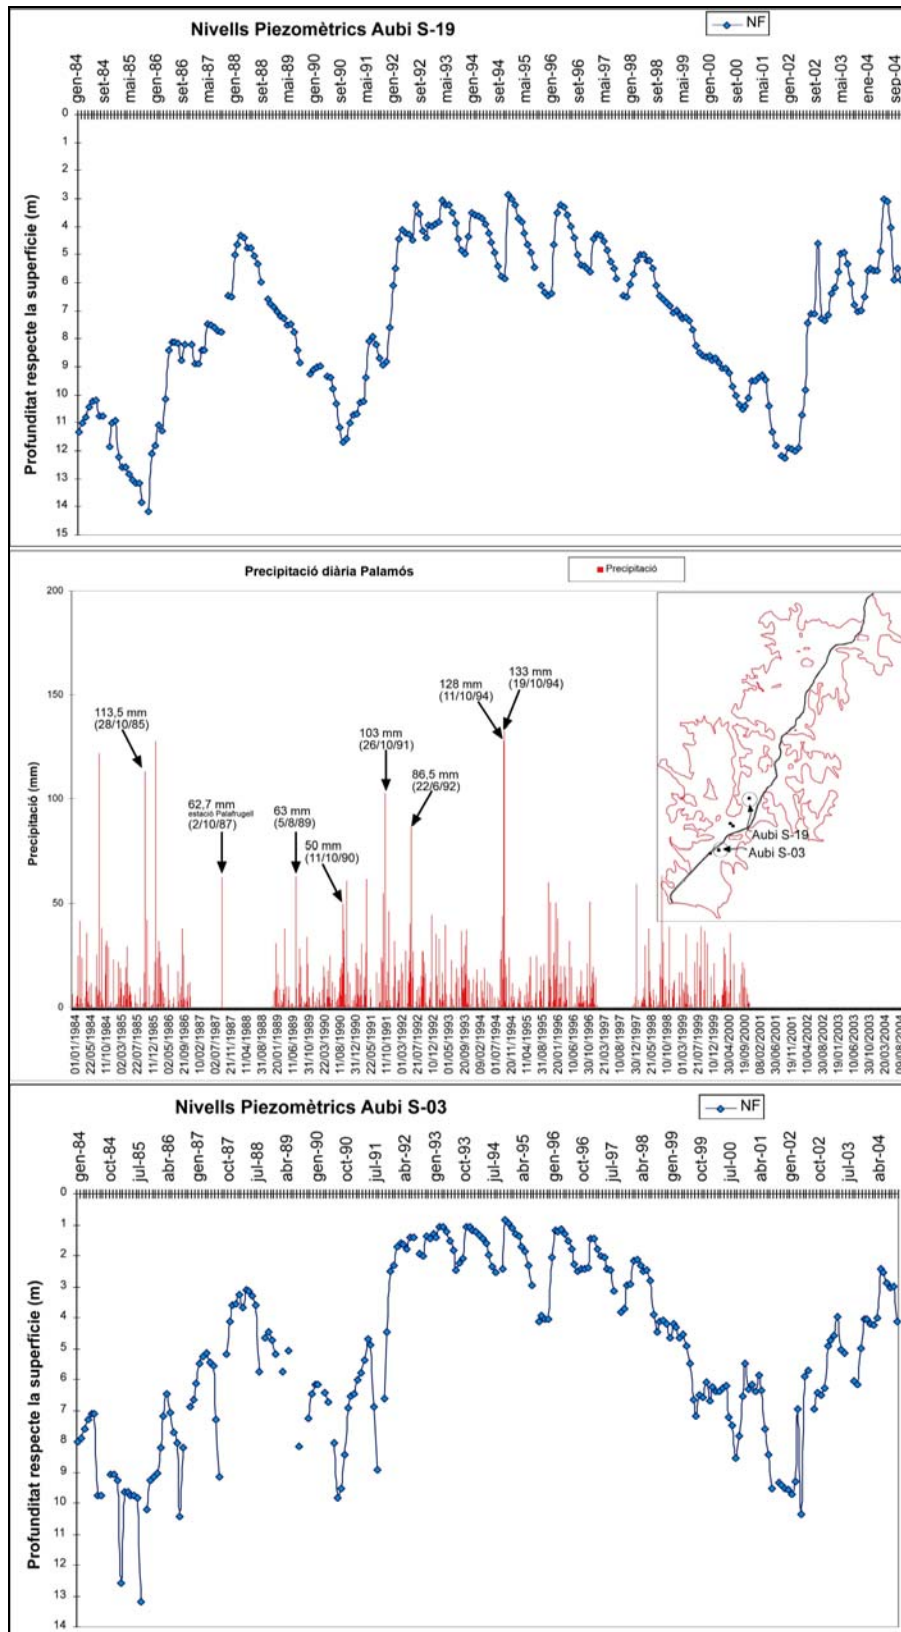 Nivells Piezomètrics Aubi S-19
NF
gen-84
set-84
mai-85
gen-86
set-86
mai-87
gen-88
set-88
mai-89
gen-90
set-90
mai-91
gen-92
set-92
mai-93
gen-94
set-94
mai-95
gen-96
set-96
mai-97
gen-98
set-98
mai-99
gen-00
set-00
mai-01
gen-02
set-02
mai-03
ene-04
sep-04
Profunditat respecte la superfície (m)
0
1
2
3
4
5
6
7
8
9
10
11
12
13
14
15
Precipitació diària Palamós
Precipitació
Precipitació (mm)
200
150
100
50
0
113,5 mm
(28/10/85)
62,7 mm
estació Palafrugell
(2/10/87)
63 mm
(5/8/89)
50 mm
(11/10/90)
103 mm
(26/10/91)
86,5 mm
(22/6/92)
128 mm
(11/10/94)
133 mm
(19/10/94)
Aubi S-19
Aubi S-03
01/01/1984
22/05/1984
11/10/1984
02/03/1985
22/07/1985
11/12/1985
02/05/1986
21/09/1986
10/02/1987
02/07/1987
21/11/1987
11/04/1988
31/08/1988
20/01/1989
11/06/1989
31/10/1989
22/03/1990
11/08/1990
31/12/1990
22/05/1991
11/10/1991
01/03/1992
21/07/1992
10/12/1992
01/05/1993
20/09/1993
09/02/1994
01/07/1994
20/11/1994
11/04/1995
31/08/1995
20/01/1996
10/06/1996
30/10/1996
21/03/1997
10/08/1997
30/12/1997
21/05/1998
10/10/1998
01/03/1999
21/07/1999
10/12/1999
30/04/2000
19/09/2000
08/02/2001
01/07/2001
19/11/2001
10/04/2002
30/08/2002
19/01/2003
10/06/2003
30/10/2003
20/03/2004
09/08/2004
Nivells Piezomètrics Aubi S-03
NF
gen-84
oct-84
jul-85
abr-86
gen-87
oct-87
jul-88
abr-89
gen-90
oct-90
jul-91
abr-92
gen-93
oct-93
jul-94
abr-95
gen-96
oct-96
jul-97
abr-98
gen-99
oct-99
jul-00
abr-01
gen-02
oct-02
jul-03
abr-04
Profunditat respecte la superfície (m)
0
1
2
3
4
5
6
7
8
9
10
11
12
13
14